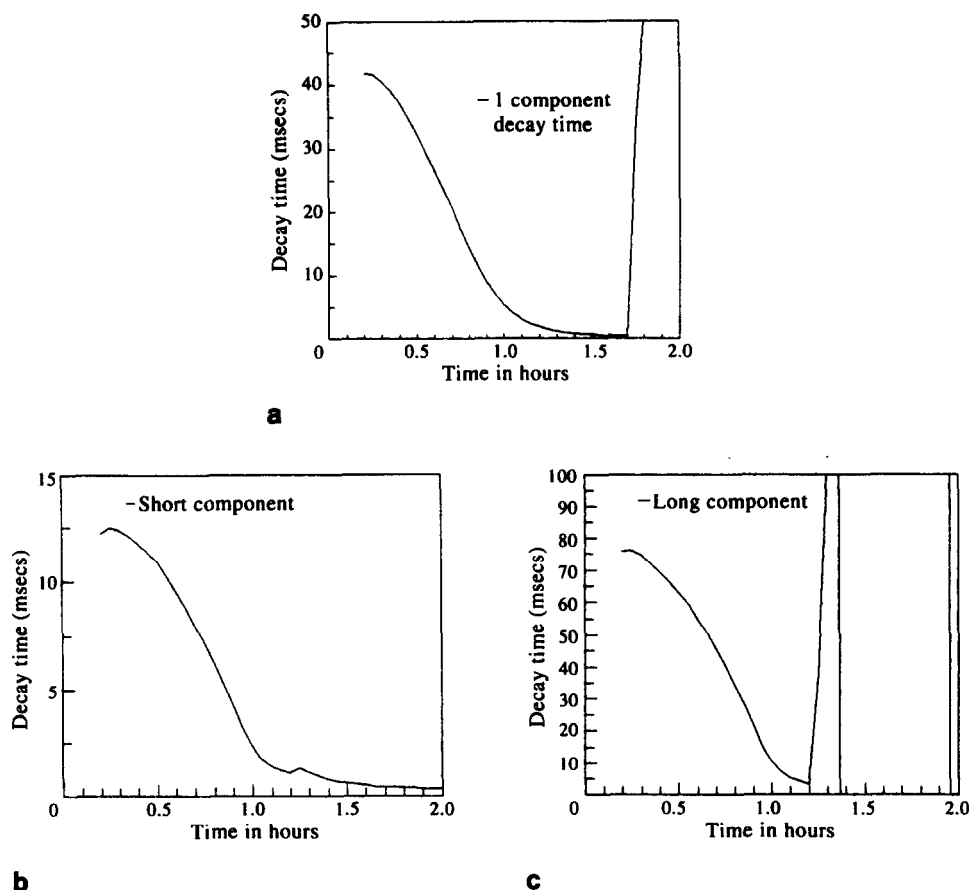 50
40
30
20
10
0
0.5
1.0
1.5
2.0
Decay time (msecs)
– 1 component
decay time
Time in hours
a
15
10
5
0
0.5
1.0
1.5
2.0
Decay time (msecs)
– Short component
Time in hours
b
100
90
80
70
60
50
40
30
20
10
0
0.5
1.0
1.5
2.0
Decay time (msecs)
– Long component
Time in hours
c